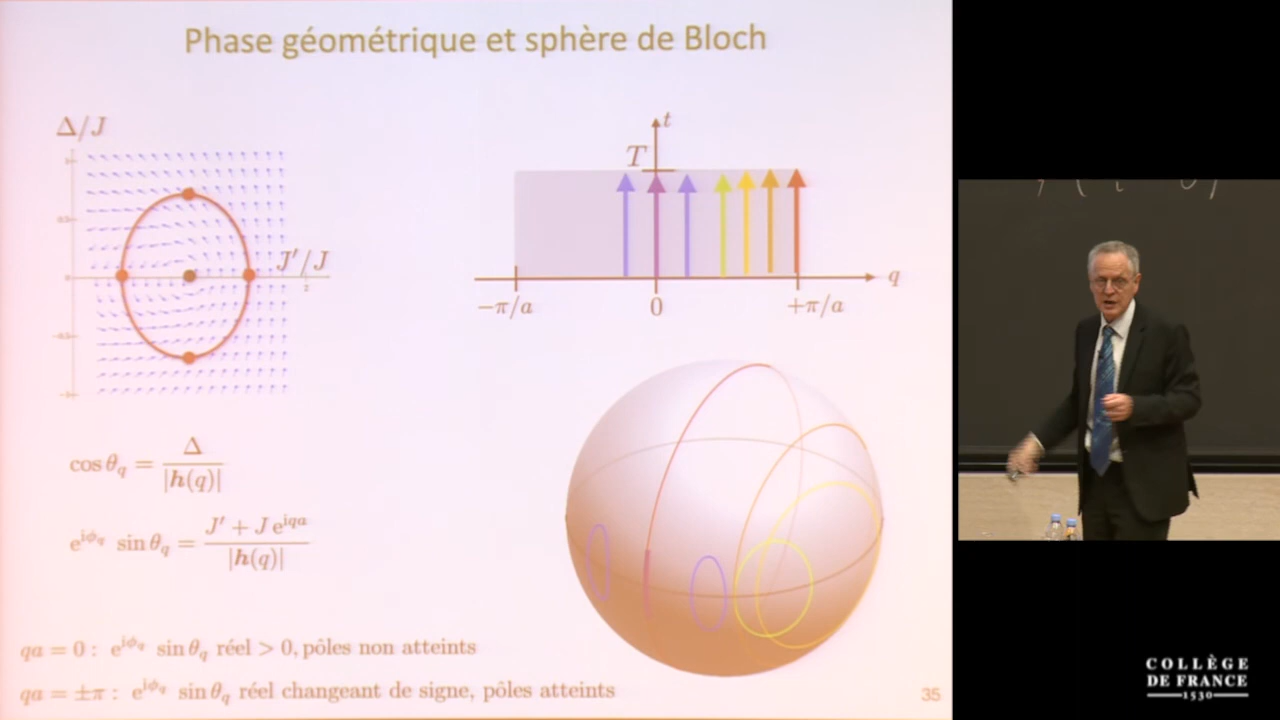 Phase géométrique et sphère de Bloch
Δ/J
J′/J
t
T
q
−π/a
0
+π/a
cos θ_q = Δ / |h(q)|
e^{iϕ_q} sin θ_q = (J′ + J e^{iqa}) / |h(q)|
qa = 0 : e^{iϕ_q} sin θ_q réel > 0, pôles non atteints
qa = ±π : e^{iϕ_q} sin θ_q réel changeant de signe, pôles atteints
35
COLLÈGE
DE FRANCE
1530